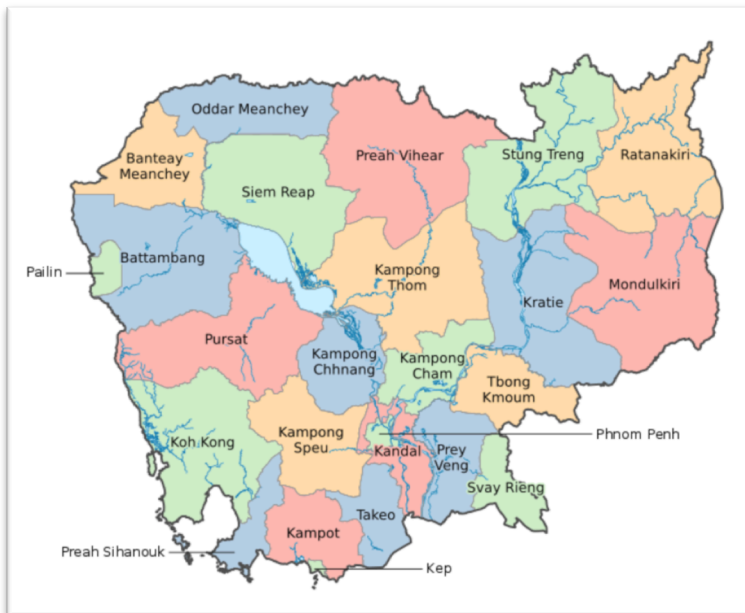 Oddar Meanchey
Banteay
Meanchey
Preah Vihear
Stung Treng
Ratanakiri
Siem Reap
Battambang
Pailin
Kampong
Thom
Mondulkiri
Kratie
Pursat
Kampong
Chhnang
Kampong
Cham
Tbong
Kmoum
Koh Kong
Kampong
Speu
Phnom Penh
Kandal
Prey
Veng
Svay Rieng
Takeo
Kampot
Preah Sihanouk
Kep